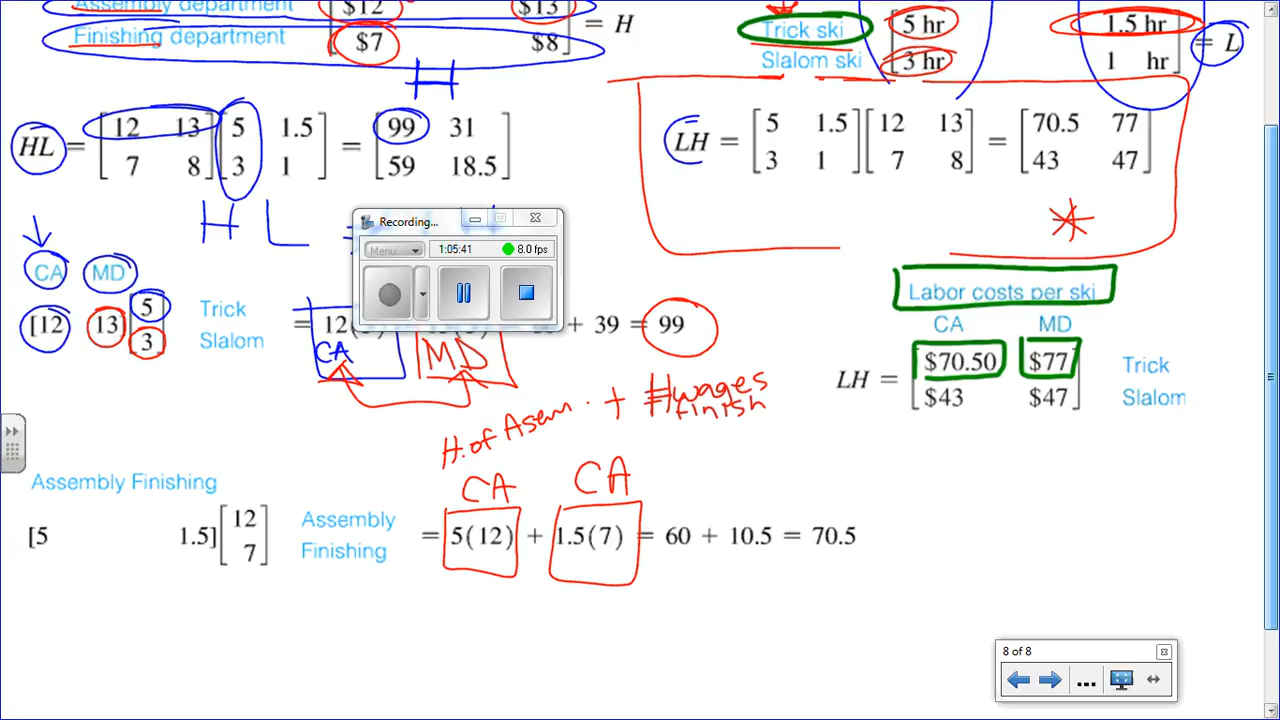 Assembly department $12 $13
Finishing department $7 $8 = H
Trick ski 5 hr 1.5 hr
Slalom ski 3 hr 1 hr = L
H
HL = [12 13 [5 1.5 = [99 31
7 8] 3 1] 59 18.5]
LH = [5 1.5 [12 13 = [70.5 77
3 1] 7 8] 43 47]
H L =
Recording...
Menu 1:05:41 8.0 fps
CA MD
[12 13] [5 Trick
3] Slalom
= 12( + 39 = 99
CA MD
Labor costs per ski
CA MD
LH = [$70.50 $77] Trick
[$43 $47] Slalom
H. of Asem. + #wages
finish
CA CA
Assembly Finishing
[5 1.5] [12 Assembly
7] Finishing
= 5(12) + 1.5(7) = 60 + 10.5 = 70.5
8 of 8
...